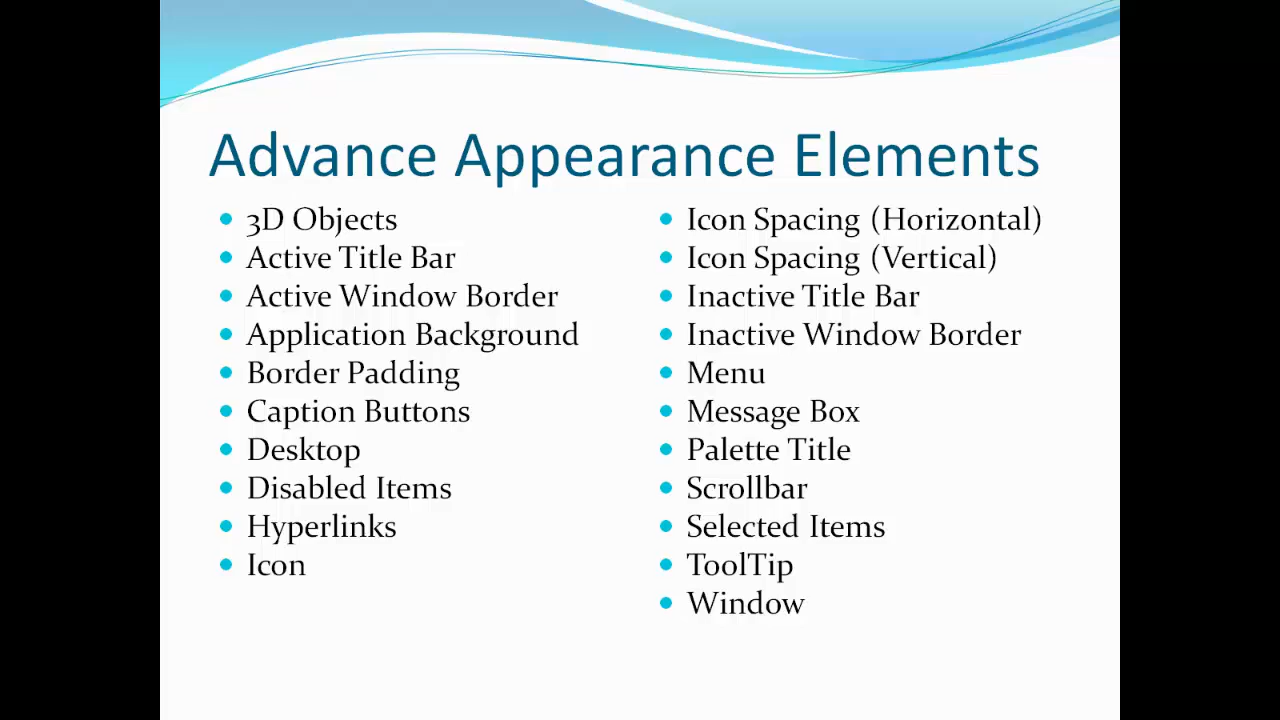 Advance Appearance Elements
3D Objects
Active Title Bar
Active Window Border
Application Background
Border Padding
Caption Buttons
Desktop
Disabled Items
Hyperlinks
Icon
Icon Spacing (Horizontal)
Icon Spacing (Vertical)
Inactive Title Bar
Inactive Window Border
Menu
Message Box
Palette Title
Scrollbar
Selected Items
ToolTip
Window